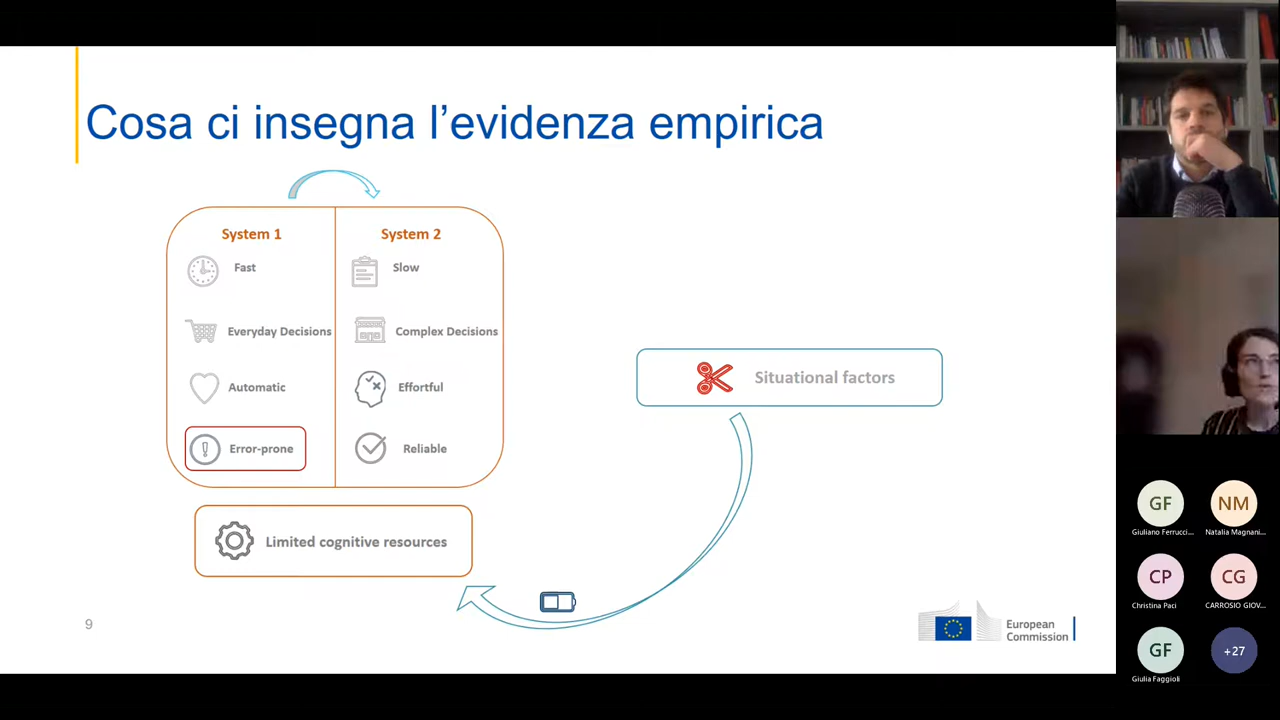 Cosa ci insegna l'evidenza empirica
System 1
System 2
Fast
Slow
Everyday Decisions
Complex Decisions
Automatic
Effortful
Error-prone
Reliable
Limited cognitive resources
Situational factors
9
European
Commission
GF
NM
Giuliano Ferrucci...
Natalia Magnani...
CP
CG
Christina Paci
CARROSIO GIOV...
GF
+27
Giulia Faggioli